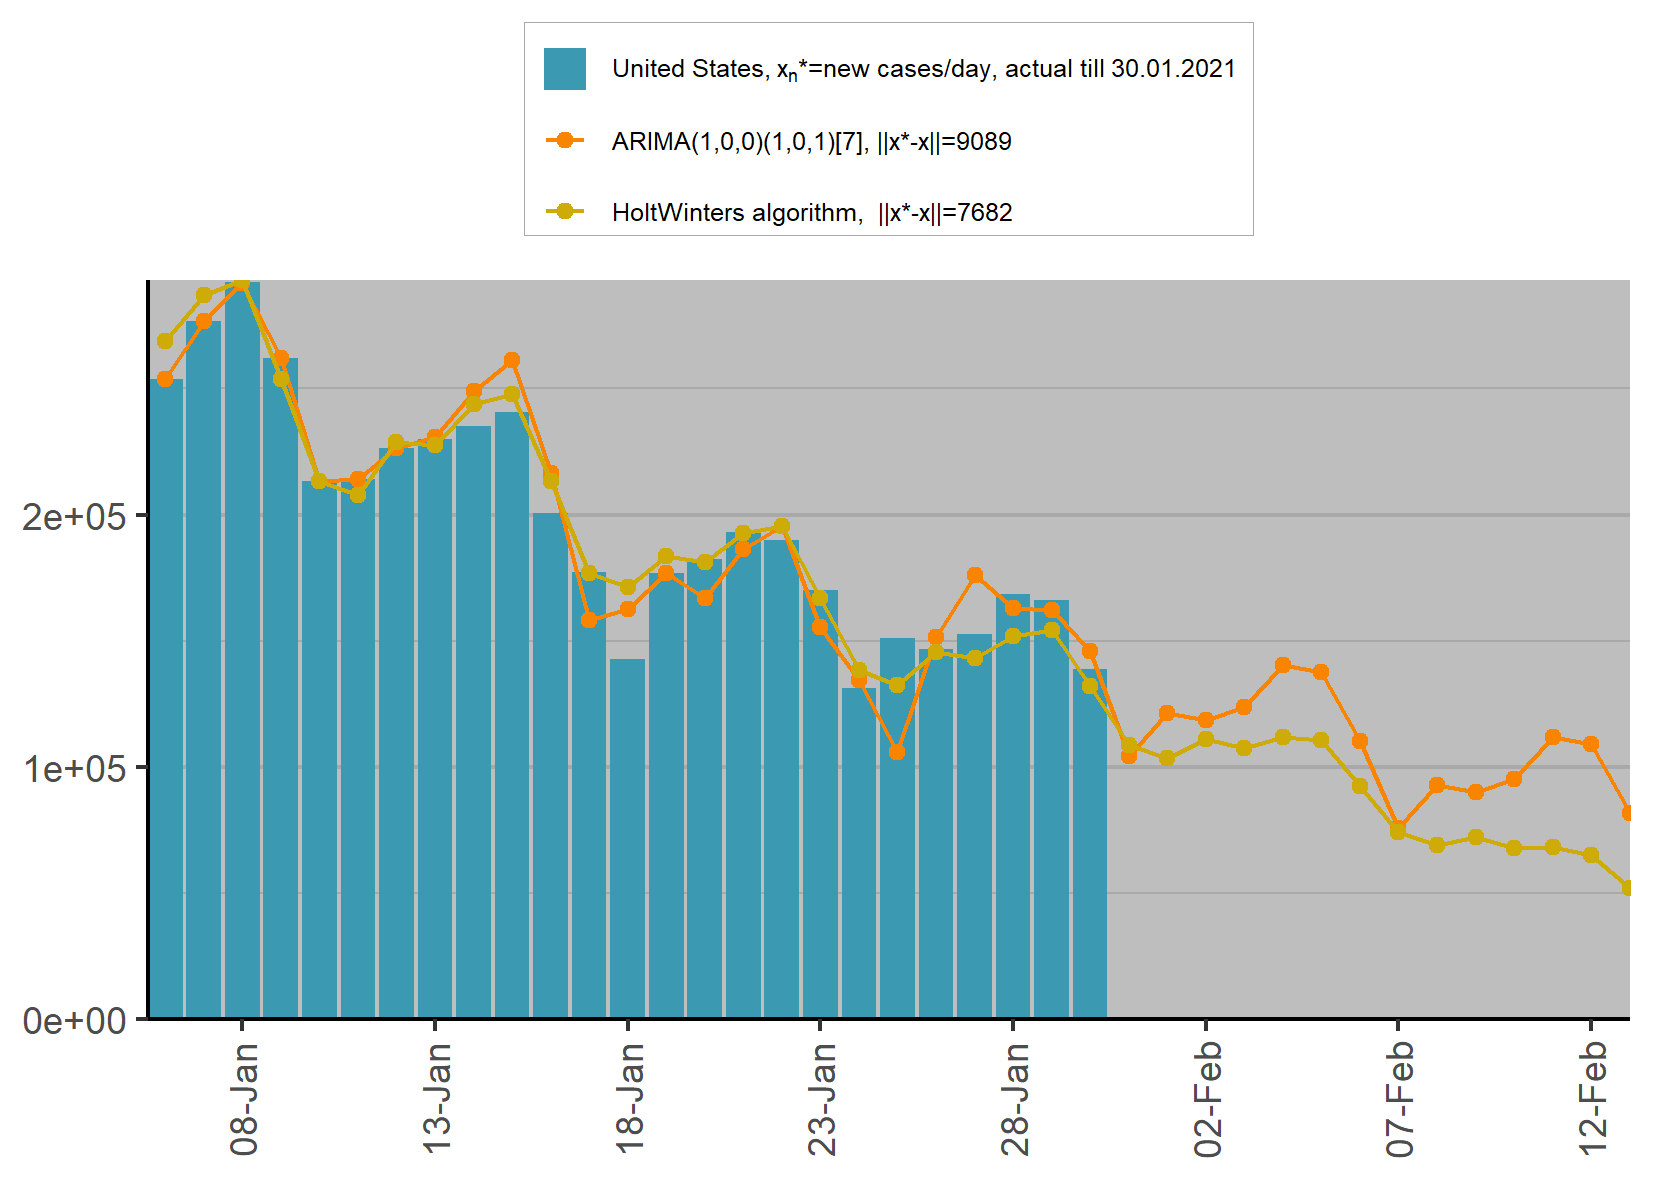 United States, xn*=new cases/day, actual till 30.01.2021
ARIMA(1,0,0)(1,0,1)[7], ||x*-x||=9089
HoltWinters algorithm,  ||x*-x||=7682
2e+05
1e+05
0e+00
08-Jan
13-Jan
18-Jan
23-Jan
28-Jan
02-Feb
07-Feb
12-Feb